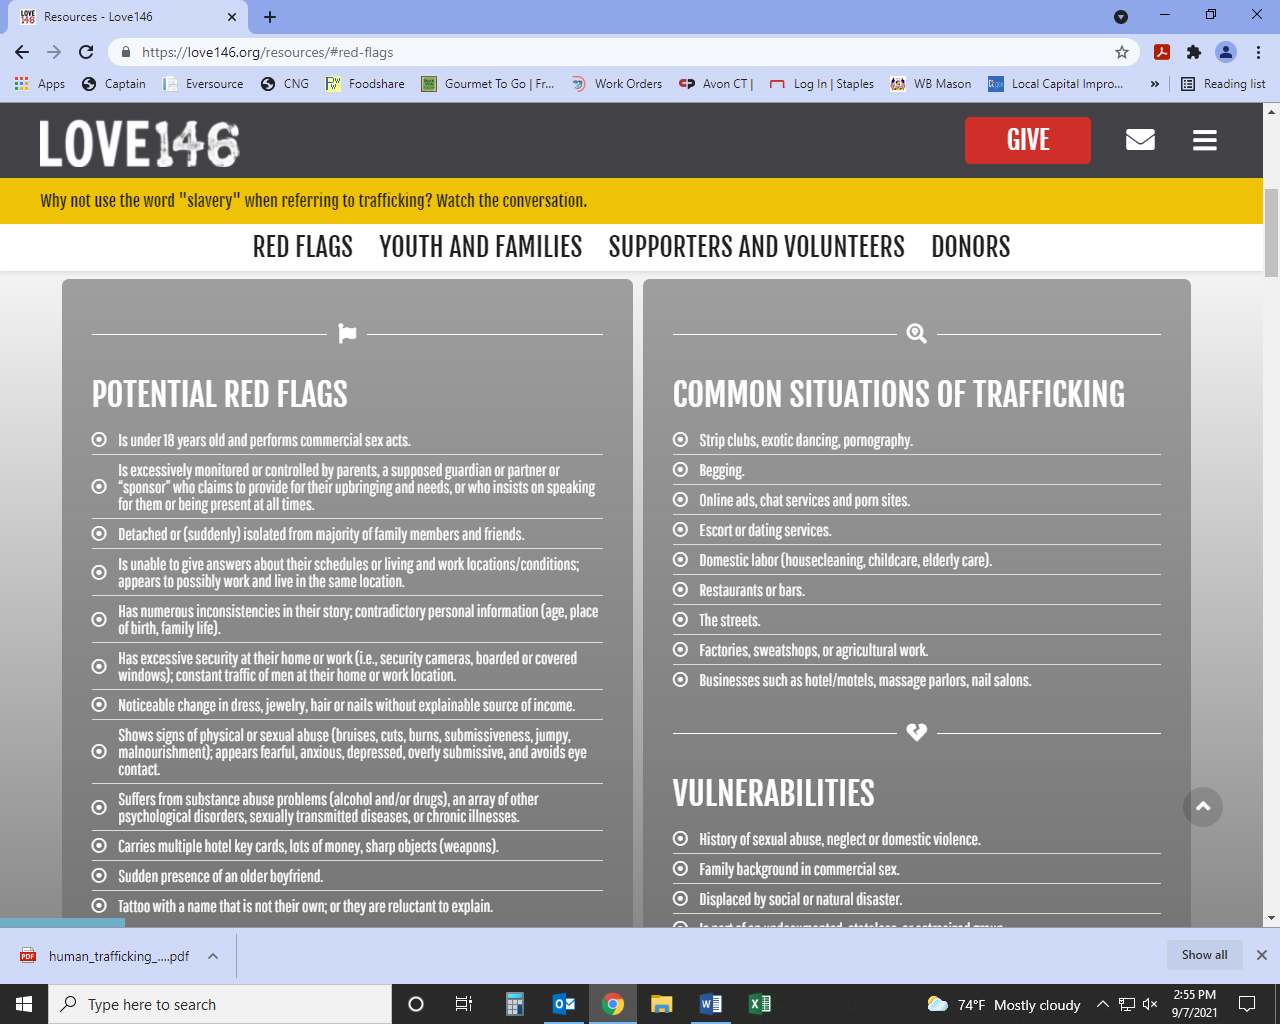 Resources - Love146
https://love146.org/resources/#red-flags
Apps
Captain
Eversource
CNG
Foodshare
Gourmet To Go | Fr...
Work Orders
Avon CT |
Log In | Staples
WB Mason
Local Capital Impro...
»
Reading list
LOVE146
GIVE
Why not use the word "slavery" when referring to trafficking? Watch the conversation.
RED FLAGS
YOUTH AND FAMILIES
SUPPORTERS AND VOLUNTEERS
DONORS
POTENTIAL RED FLAGS
Is under 18 years old and performs commercial sex acts.
Is excessively monitored or controlled by parents, a supposed guardian or partner or
“sponsor” who claims to provide for their upbringing and needs, or who insists on speaking
for them or being present at all times.
Detached or (suddenly) isolated from majority of family members and friends.
Is unable to give answers about their schedules or living and work locations/conditions;
appears to possibly work and live in the same location.
Has numerous inconsistencies in their story; contradictory personal information (age, place
of birth, family life).
Has excessive security at their home or work (i.e., security cameras, boarded or covered
windows); constant traffic of men at their home or work location.
Noticeable change in dress, jewelry, hair or nails without explainable source of income.
Shows signs of physical or sexual abuse (bruises, cuts, burns, submissiveness, jumpy,
malnourishment); appears fearful, anxious, depressed, overly submissive, and avoids eye
contact.
Suffers from substance abuse problems (alcohol and/or drugs), an array of other
psychological disorders, sexually transmitted diseases, or chronic illnesses.
Carries multiple hotel key cards, lots of money, sharp objects (weapons).
Sudden presence of an older boyfriend.
Tattoo with a name that is not their own; or they are reluctant to explain.
COMMON SITUATIONS OF TRAFFICKING
Strip clubs, exotic dancing, pornography.
Begging.
Online ads, chat services and porn sites.
Escort or dating services.
Domestic labor (housecleaning, childcare, elderly care).
Restaurants or bars.
The streets.
Factories, sweatshops, or agricultural work.
Businesses such as hotel/motels, massage parlors, nail salons.
VULNERABILITIES
History of sexual abuse, neglect or domestic violence.
Family background in commercial sex.
Displaced by social or natural disaster.
human_trafficking_....pdf
Show all
Type here to search
74°F Mostly cloudy
2:55 PM
9/7/2021